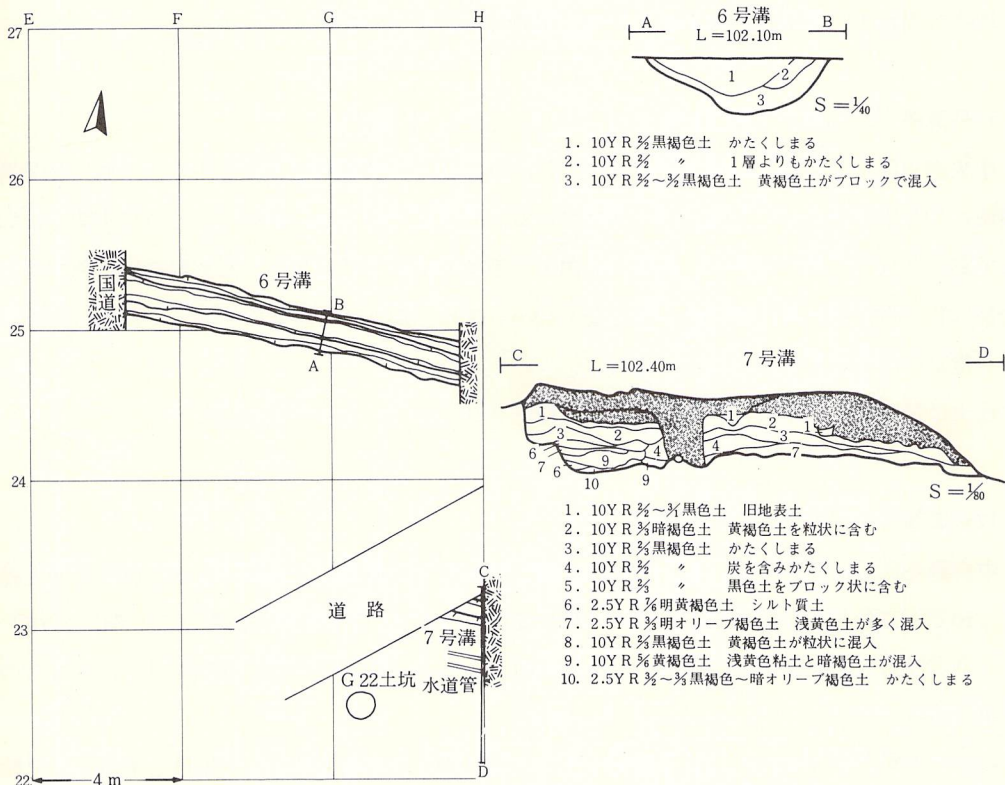 E F G H
27
26
25
24
23
22
国道
6号溝
B
A
道路
C
7号溝
G22土坑 水道管
D
4m
6号溝
A B
L=102.10m
1
2
3
S=1/40
1. 10YR 2/2黒褐色土 かたくしまる
2. 10YR 2/2 〃 1層よりもかたくしまる
3. 10YR 2/2~3/2黒褐色土 黄褐色土がブロックで混入
7号溝
C D
L=102.40m
1 1 2 1
3 2 3
6 9 4 4 7
7
6
10 9
S=1/80
1. 10YR 2/2~3/1黒色土 旧地表土
2. 10YR 3/3暗褐色土 黄褐色土を粒状に含む
3. 10YR 2/3黒褐色土 かたくしまる
4. 10YR 2/2 〃 炭を含みかたくしまる
5. 10YR 2/3 〃 黒色土をブロック状に含む
6. 2.5YR 明黄褐色土 シルト質土
7. 2.5YR 明オリーブ褐色土 浅黄色土が多く混入
8. 10YR 2/3黒褐色土 黄褐色土が粒状に混入
9. 10YR 黄褐色土 浅黄色粘土と暗褐色土が混入
10. 2.5YR 3/2~3/3黒褐色~暗オリーブ褐色土 かたくしまる